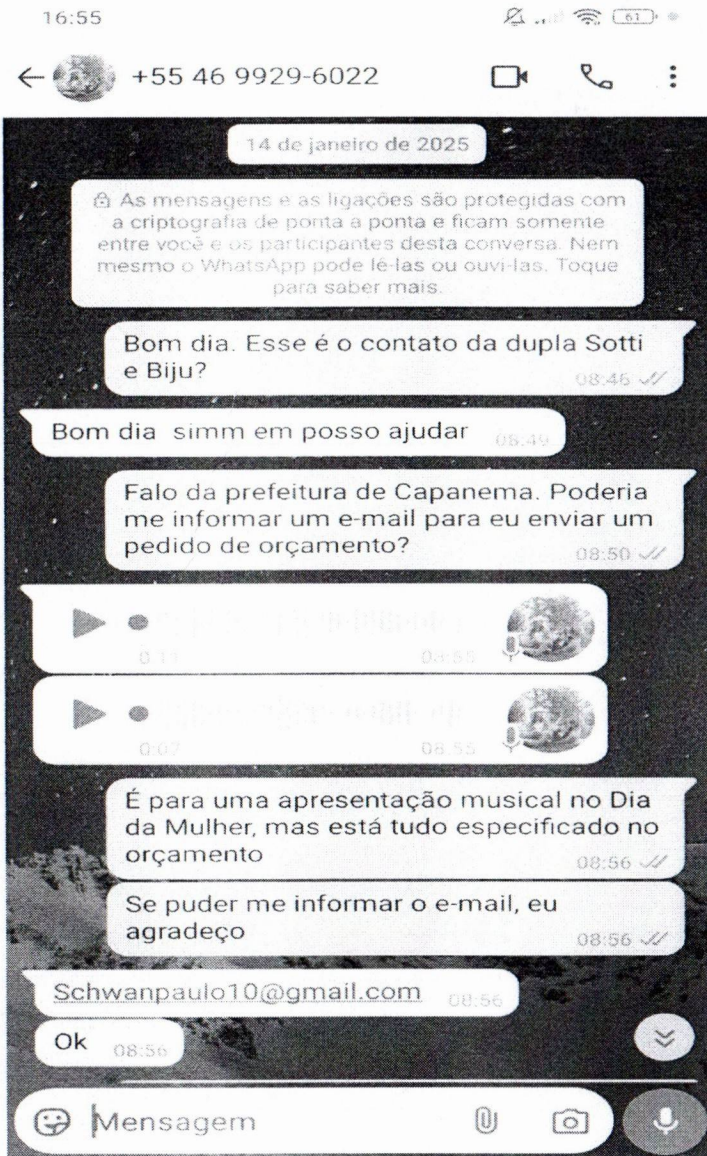 16:55
61
+55 46 9929-6022
14 de janeiro de 2025
As mensagens e as ligações são protegidas com
a criptografia de ponta a ponta e ficam somente
entre você e os participantes desta conversa. Nem
mesmo o WhatsApp pode lê-las ou ouvi-las. Toque
para saber mais.
Bom dia. Esse é o contato da dupla Sotti
e Biju?
08:46
Bom dia simm em posso ajudar 08:49
Falo da prefeitura de Capanema. Poderia
me informar um e-mail para eu enviar um
pedido de orçamento?
08:50
0:11 08:55
0:07 08:55
É para uma apresentação musical no Dia
da Mulher, mas está tudo especificado no
orçamento
08:56
Se puder me informar o e-mail, eu
agradeço
08:56
Schwanpaulo10@gmail.com 08:56
Ok 08:56
Mensagem